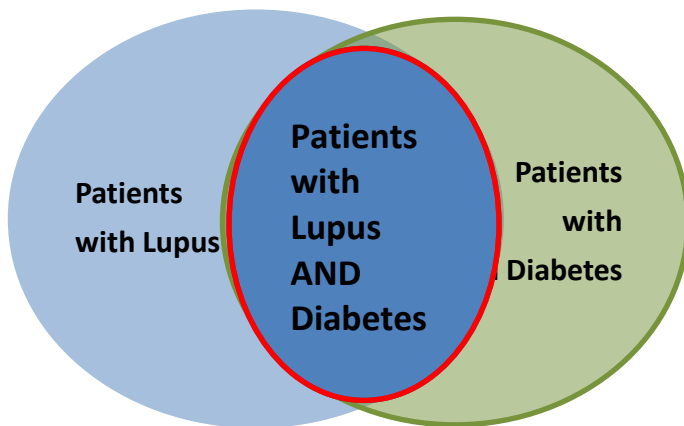 Patients
with Lupus
Patients
with
Lupus
AND
Diabetes
Patients
with
Diabetes